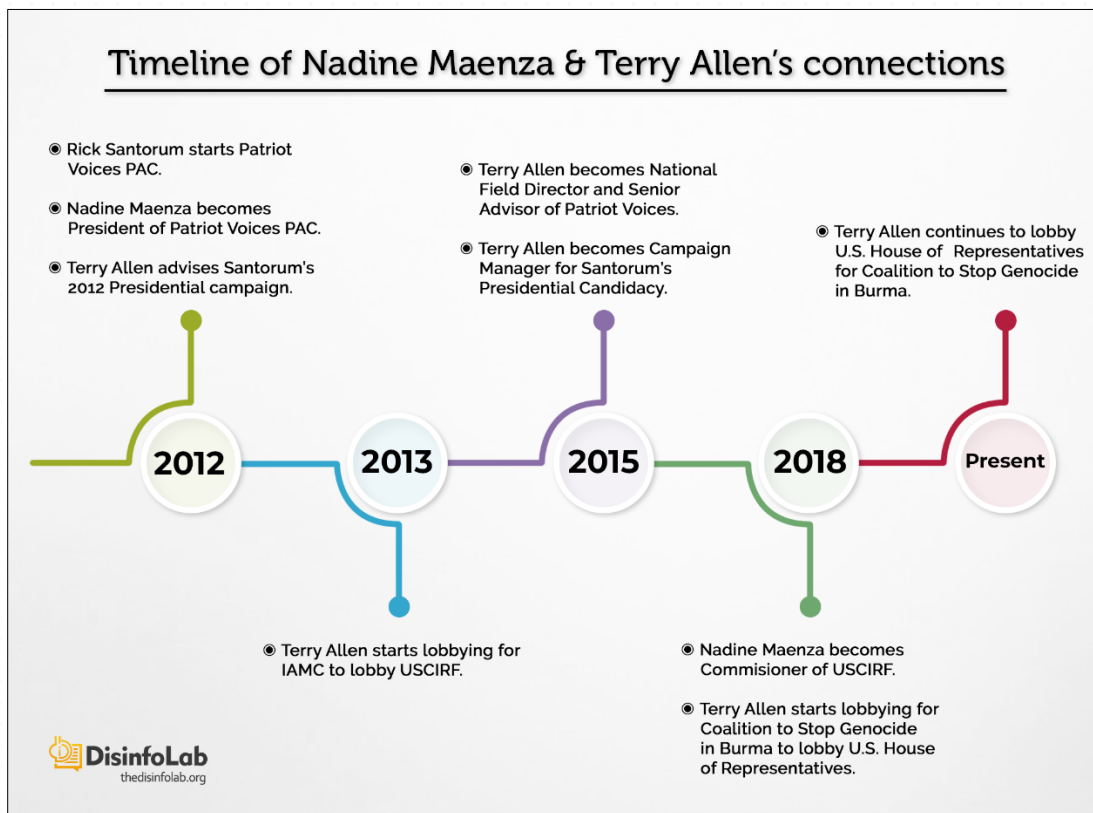 Timeline of Nadine Maenza & Terry Allen's connections
◉ Rick Santorum starts Patriot
Voices PAC.
◉ Nadine Maenza becomes
President of Patriot Voices PAC.
◉ Terry Allen advises Santorum's
2012 Presidential campaign.
◉ Terry Allen becomes National
Field Director and Senior
Advisor of Patriot Voices.
◉ Terry Allen becomes Campaign
Manager for Santorum's
Presidential Candidacy.
◉ Terry Allen continues to lobby
U.S. House of Representatives
for Coalition to Stop Genocide
in Burma.
2012
2013
2015
2018
Present
◉ Terry Allen starts lobbying for
IAMC to lobby USCIRF.
◉ Nadine Maenza becomes
Commisioner of USCIRF.
◉ Terry Allen starts lobbying for
Coalition to Stop Genocide
in Burma to lobby U.S. House
of Representatives.
DisinfoLab
thedisinfolab.org